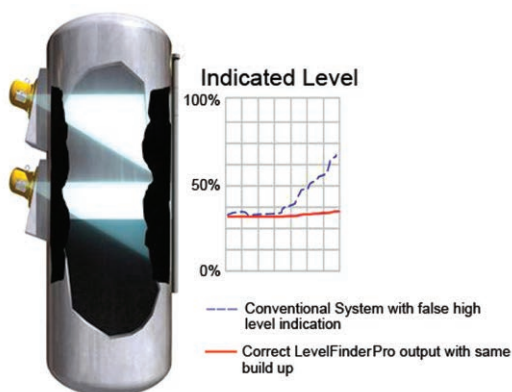 Indicated Level
100%
50%
0%
Conventional System with false high
level indication
Correct LevelFinderPro output with same
build up